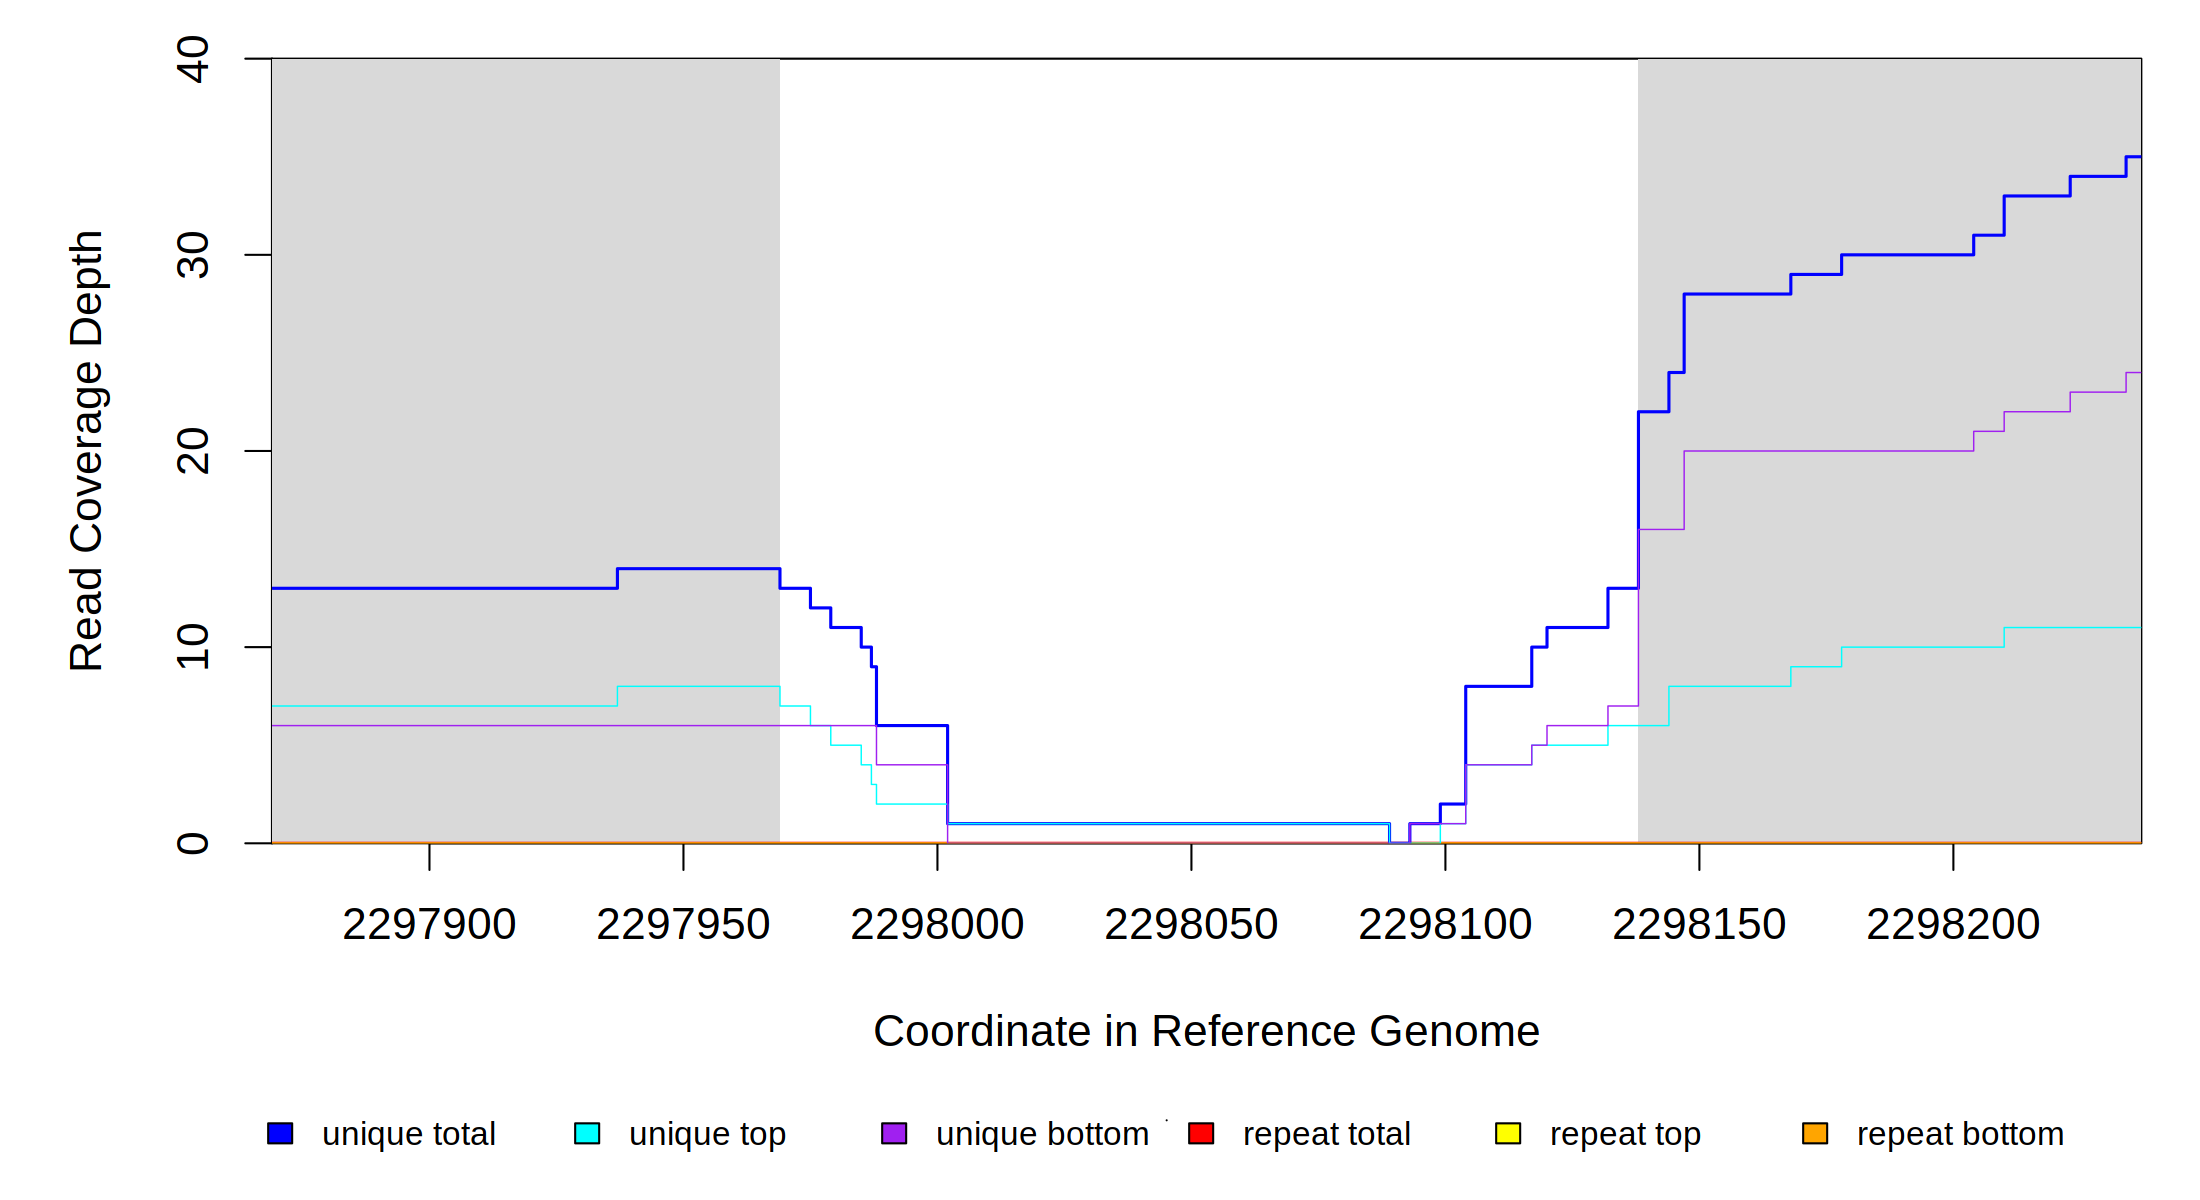 40
30
20
10
0
Read Coverage Depth
2297900 2297950 2298000 2298050 2298100 2298150 2298200
Coordinate in Reference Genome
unique total unique top unique bottom repeat total repeat top repeat bottom